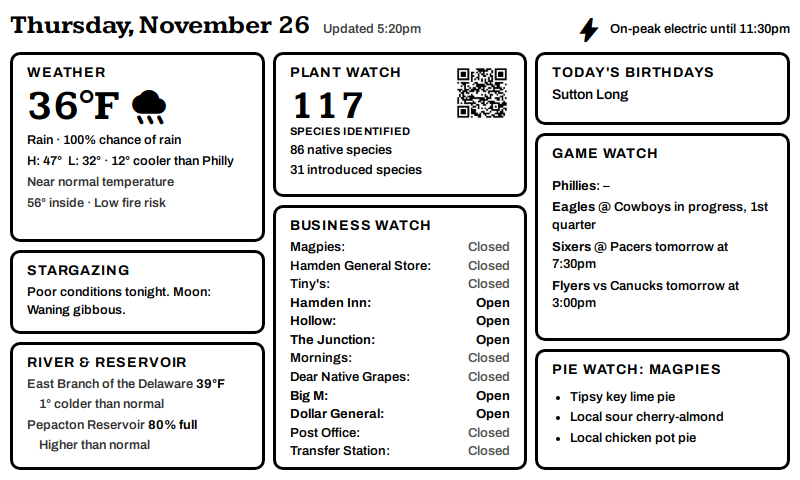 Thursday, November 26 Updated 5:20pm
On-peak electric until 11:30pm
WEATHER
36°F
Rain · 100% chance of rain
H: 47° L: 32° · 12° cooler than Philly
Near normal temperature
56° inside · Low fire risk
STARGAZING
Poor conditions tonight. Moon:
Waning gibbous.
RIVER & RESERVOIR
East Branch of the Delaware 39°F
1° colder than normal
Pepacton Reservoir 80% full
Higher than normal
PLANT WATCH
117
SPECIES IDENTIFIED
86 native species
31 introduced species
BUSINESS WATCH
Magpies: Closed
Hamden General Store: Closed
Tiny's: Closed
Hamden Inn: Open
Hollow: Open
The Junction: Open
Mornings: Closed
Dear Native Grapes: Closed
Big M: Open
Dollar General: Open
Post Office: Closed
Transfer Station: Closed
TODAY'S BIRTHDAYS
Sutton Long
GAME WATCH
Phillies: –
Eagles @ Cowboys in progress, 1st
quarter
Sixers @ Pacers tomorrow at
7:30pm
Flyers vs Canucks tomorrow at
3:00pm
PIE WATCH: MAGPIES
• Tipsy key lime pie
• Local sour cherry-almond
• Local chicken pot pie